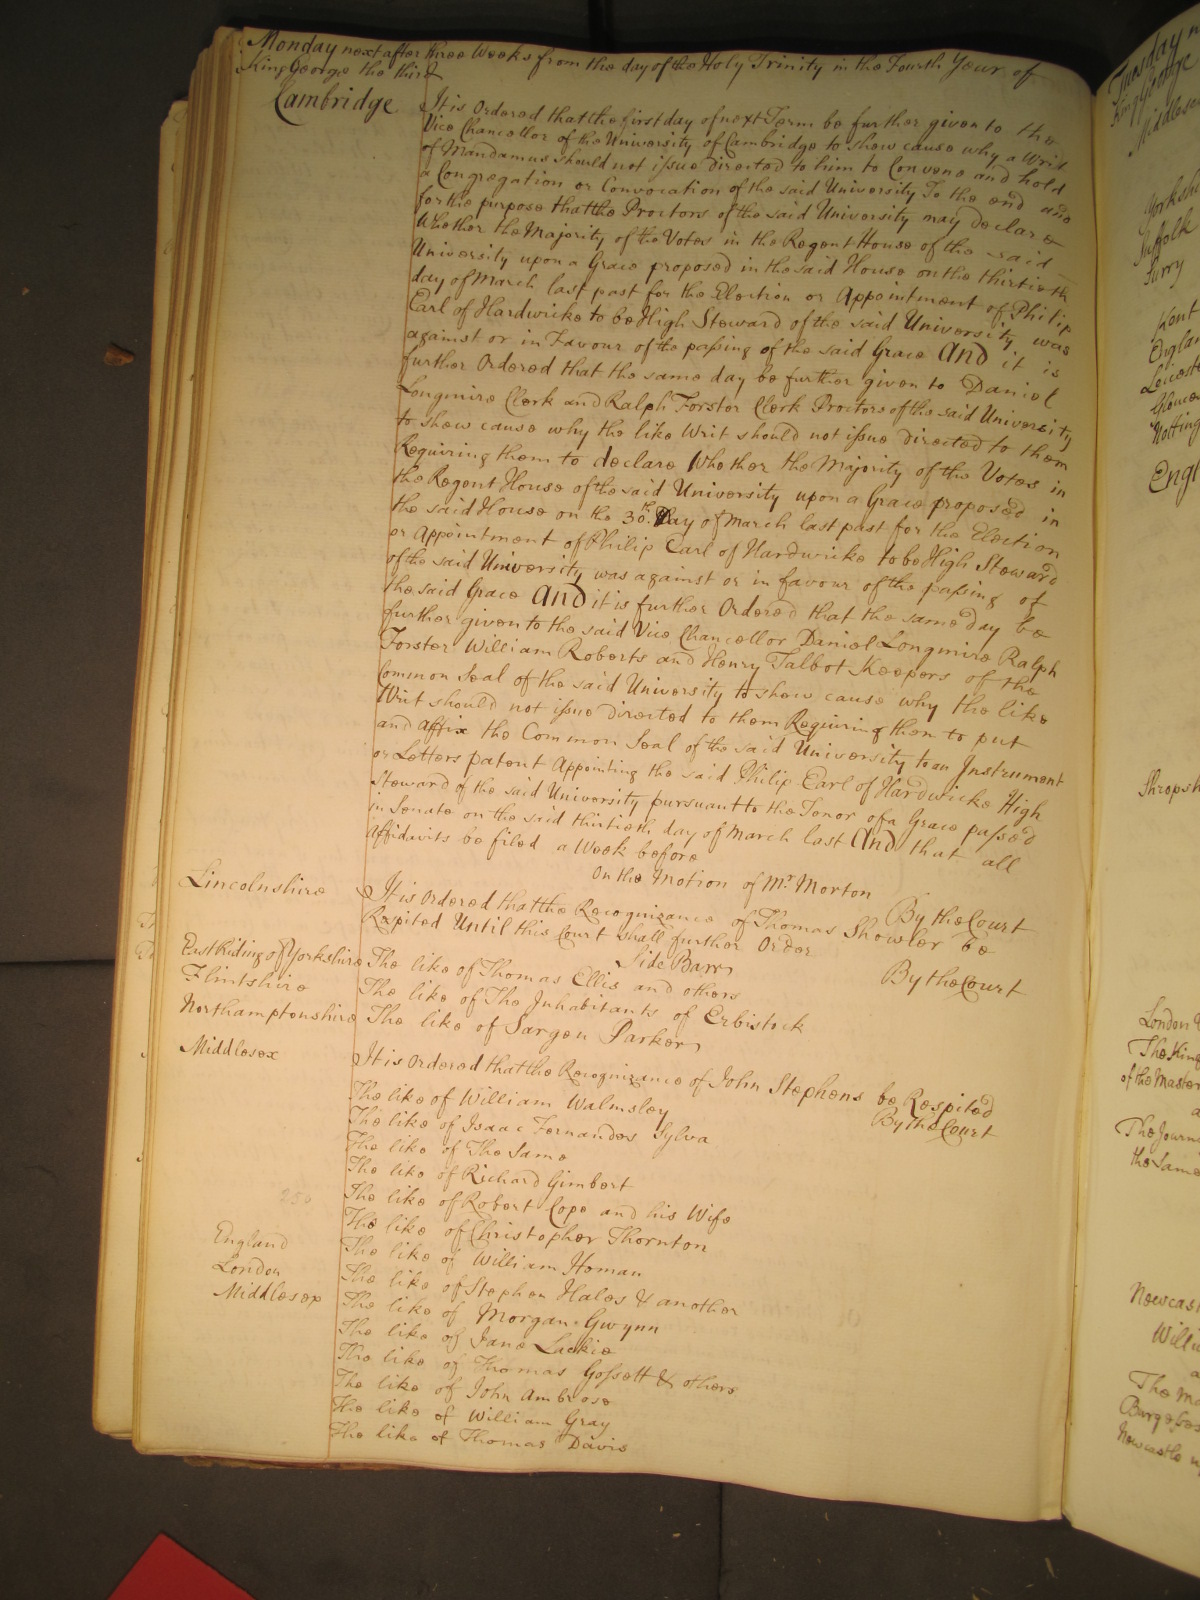 Monday next after three Weeks from the day of the Holy Trinity in the Fourth Year of
King George the third
Cambridge
It is Ordered that the first day of next Term be further given to the
Vice Chancellor of the University of Cambridge to shew cause why a Writ
of Mandamus should not issue Directed to him to Convene and hold
a Congregation or Convocation of the said University To the end and
for the purpose that the Proctors of the said University may declare
Whether the Majority of the Votes in the Regent House of the said
University upon a Grace proposed in the said House on the thirtieth
day of March last past for the Election or Appointment of Philip
Earl of Hardwicke to be High Steward of the said University was
against or in Favour of the passing of the said Grace And it is
further Ordered that the same day be further given to Daniel
Longmire Clerk and Ralph Forster Clerk Proctors of the said University
to shew cause why the like Writ should not issue Directed to them
Requiring them to declare Whether the Majority of the Votes in
the Regent House of the said University upon a Grace proposed in
the said House on the 30th. Day of March last past for the Election
or Appointment of Philip Earl of Hardwicke to be High Steward
of the said University was against or in favour of the passing of
the said Grace And it is further Ordered that the same day be
further given to the said Vice Chancellor Daniel Longmire Ralph
Forster William Roberts and Henry Talbot Keepers of the
Common Seal of the said University to shew cause why the like
Writ should not issue Directed to them Requiring them to put
and affix the Common Seal of the said University to an Instrument
or Letters patent Appointing the said Philip Earl of Hardwicke High
Steward of the said University pursuant to the Tenor of a Grace passed
in Senate on the said thirtieth day of March last And that all
Affidavits be filed a Week before
On the Motion of Mr. Morton
By the Court
Lincolnshire
It is Ordered that the Recognizance of Thomas Showler be
Respited Until this Court shall further Order
Side Barr
By the Court
East Riding of Yorkshire The like of Thomas Ellis and others
Flintshire The like of The Inhabitants of Erbistock
Northamptonshire The like of Sargen Parker
Middlesex It is Ordered that the Recognizance of John Stephens be Respited
By the Court
The like of William Walmsley
The like of Isaac Fernandes Sylva
The like of The Same
The like of Richard Gimbert
The like of Robert Cope and his Wife
The like of Christopher Thornton
England The like of William Homan
London The like of Stephen Hales & another
Middlesex The like of Morgan Gwynn
The like of Jane Luckie
The like of Thomas Gossett & others
The like of John Ambrose
The like of William Gray
The like of Thomas Davis
Tuesday
King George
Suffolk
Surry
Kent
London